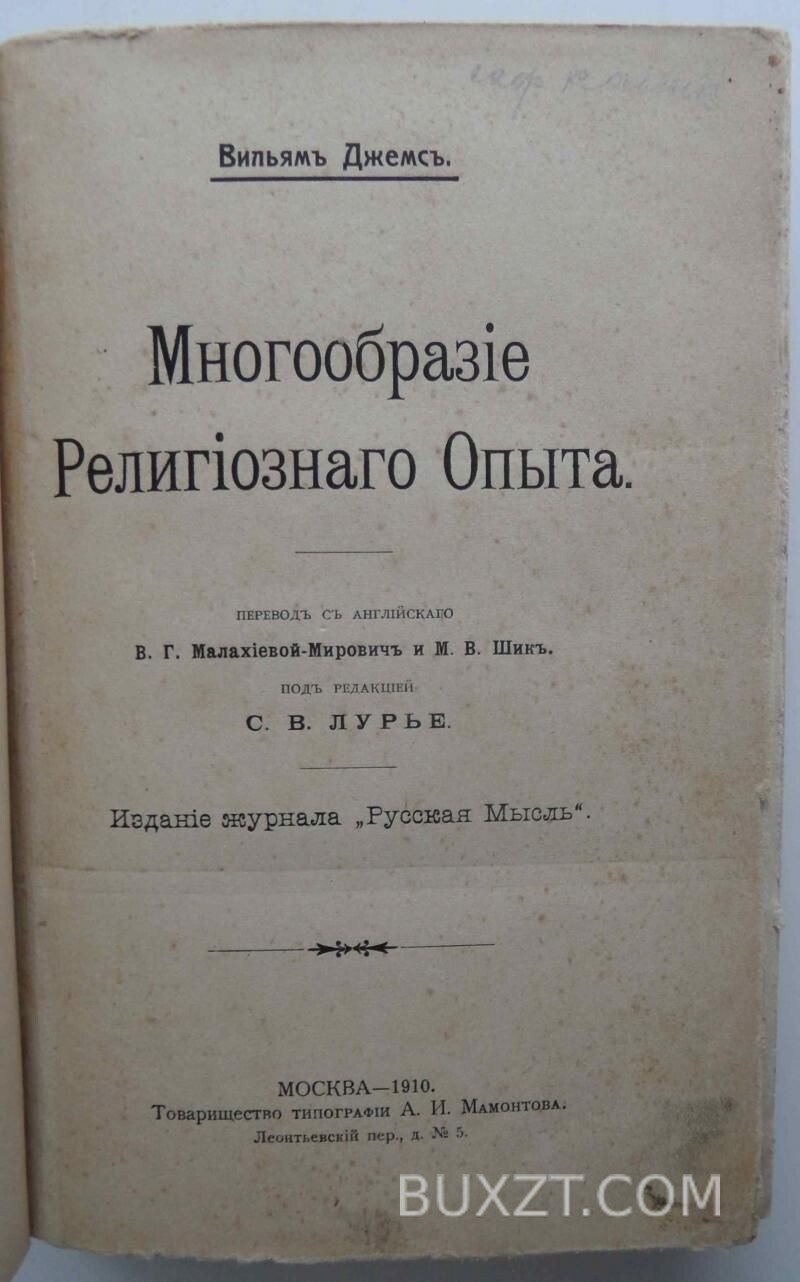 Вильямъ Джемсъ.
Многообразіе
Религіознаго Опыта.
ПЕРЕВОДЪ СЪ АНГЛІЙСКАГО
В. Г. Малахіевой-Мировичъ и М. В. Шикъ.
ПОДЪ РЕДАКЦІЕЙ
С. В. ЛУРЬЕ.
Изданіе журнала „Русская Мысль“.
МОСКВА—1910.
Товарищество типографіи А. И. Мамонтова.
Леонтьевскій пер., д. № 5.
BUXZT.COM